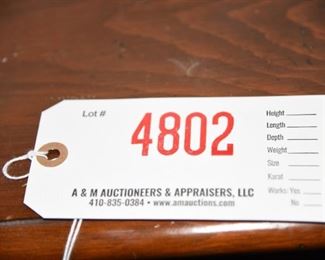 Lot #
4802
A & M AUCTIONEERS & APPRAISERS, LLC
410-835-0384 • www.amauctions.com
Height
Length
Depth
Weight
Size
Karat
Works: Yes
No